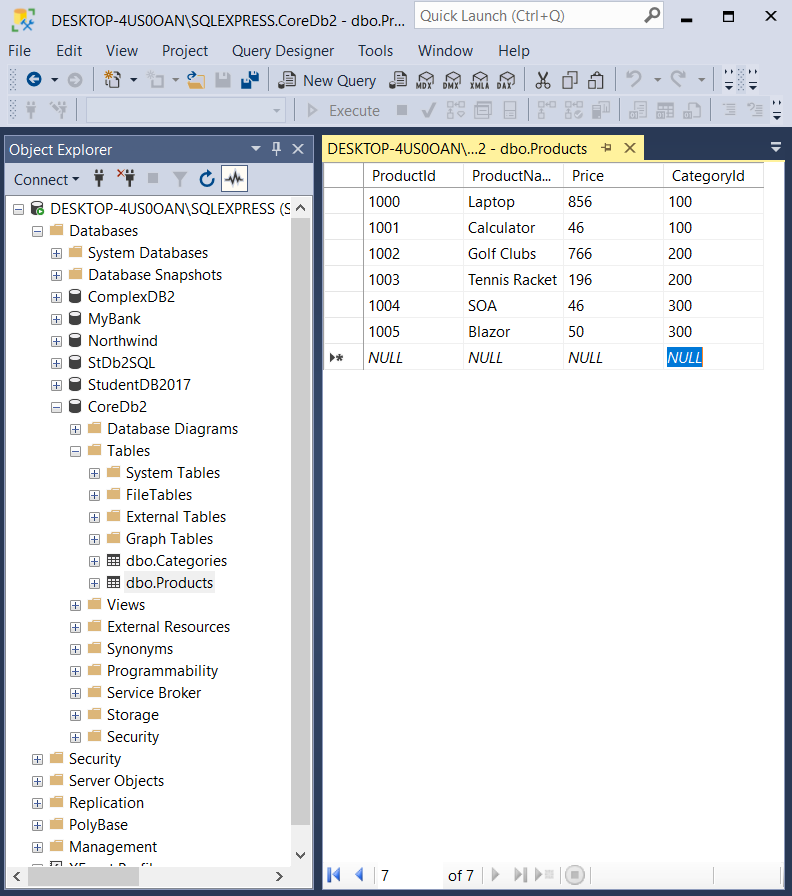 DESKTOP-4US0OAN\SQLEXPRESS.CoreDb2 - dbo.Pr...
Quick Launch (Ctrl+Q)
File Edit View Project Query Designer Tools Window Help
New Query MDX DMX XMLA DAX
Execute
Object Explorer
Connect
DESKTOP-4US0OAN\SQLEXPRESS (S
Databases
System Databases
Database Snapshots
ComplexDB2
MyBank
Northwind
StDb2SQL
StudentDB2017
CoreDb2
Database Diagrams
Tables
System Tables
FileTables
External Tables
Graph Tables
dbo.Categories
dbo.Products
Views
External Resources
Synonyms
Programmability
Service Broker
Storage
Security
Security
Server Objects
Replication
PolyBase
Management
DESKTOP-4US0OAN\...2 - dbo.Products
ProductId ProductNa... Price CategoryId
1000 Laptop 856 100
1001 Calculator 46 100
1002 Golf Clubs 766 200
1003 Tennis Racket 196 200
1004 SOA 46 300
1005 Blazor 50 300
NULL NULL NULL NULL
7 of 7